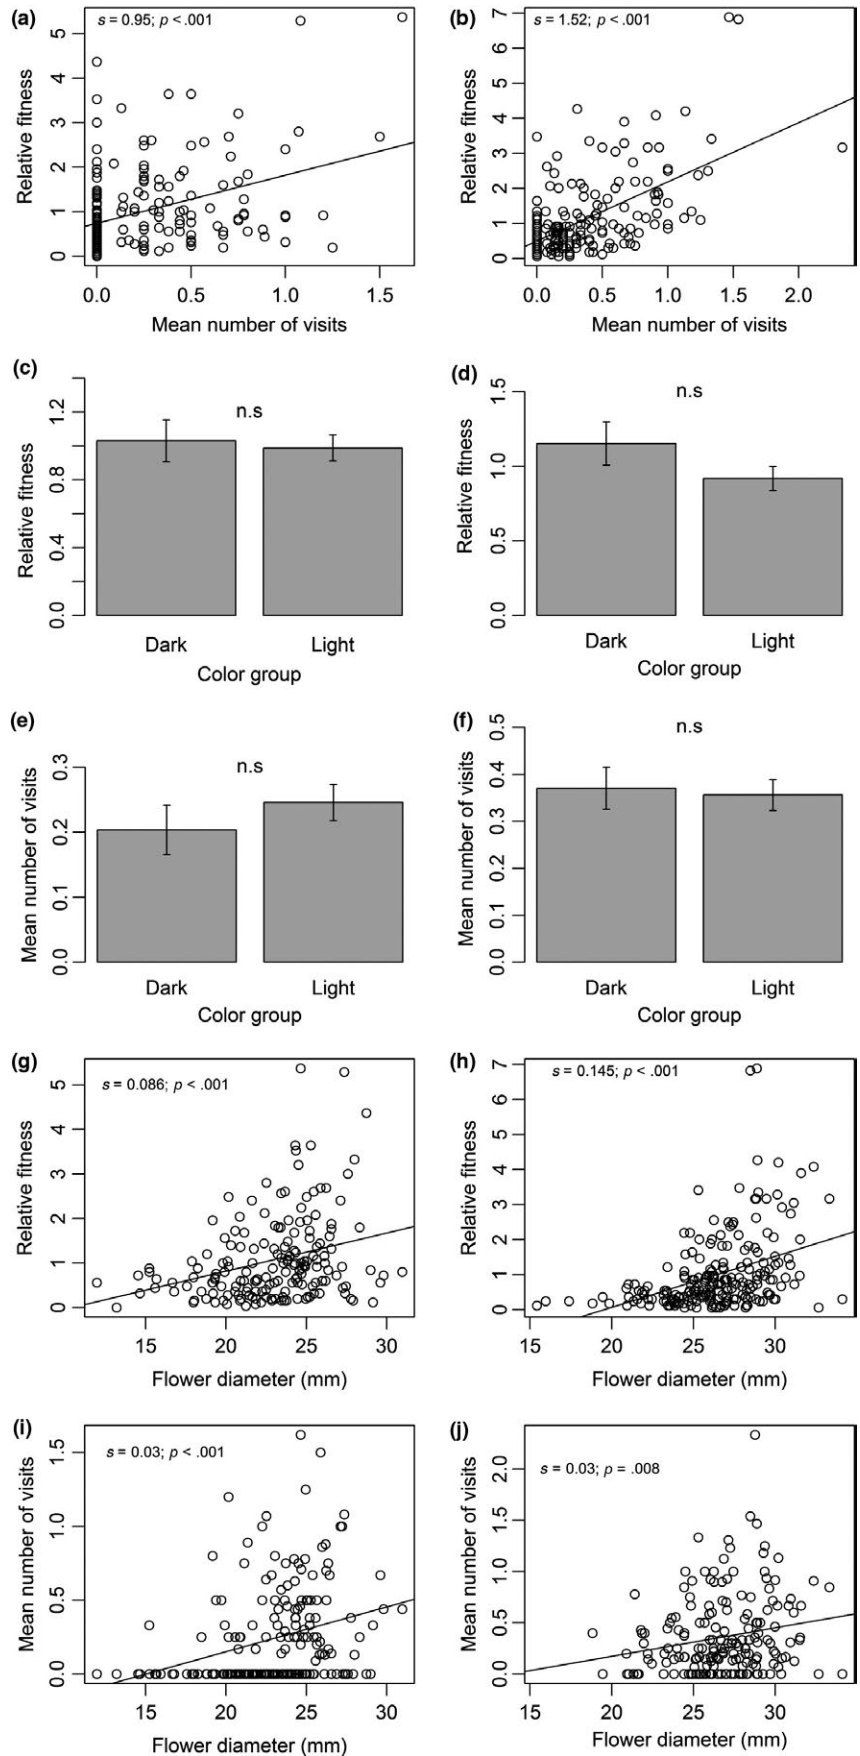 (a)
s = 0.95; p < .001
Relative fitness
0 1 2 3 4 5
0.0 0.5 1.0 1.5
Mean number of visits
(b)
s = 1.52; p < .001
Relative fitness
0 1 2 3 4 5 6 7
0.0 0.5 1.0 1.5 2.0
Mean number of visits
(c)
n.s
Relative fitness
0.0 0.4 0.8 1.2
Dark Light
Color group
(d)
n.s
Relative fitness
0.0 0.5 1.0 1.5
Dark Light
Color group
(e)
n.s
Mean number of visits
0.0 0.1 0.2 0.3
Dark Light
Color group
(f)
n.s
Mean number of visits
0.0 0.1 0.2 0.3 0.4 0.5
Dark Light
Color group
(g)
s = 0.086; p < .001
Relative fitness
0 1 2 3 4 5
15 20 25 30
Flower diameter (mm)
(h)
s = 0.145; p < .001
Relative fitness
0 1 2 3 4 5 6 7
15 20 25 30
Flower diameter (mm)
(i)
s = 0.03; p < .001
Mean number of visits
0.0 0.5 1.0 1.5
15 20 25 30
Flower diameter (mm)
(j)
s = 0.03; p = .008
Mean number of visits
0.0 0.5 1.0 1.5 2.0
15 20 25 30
Flower diameter (mm)